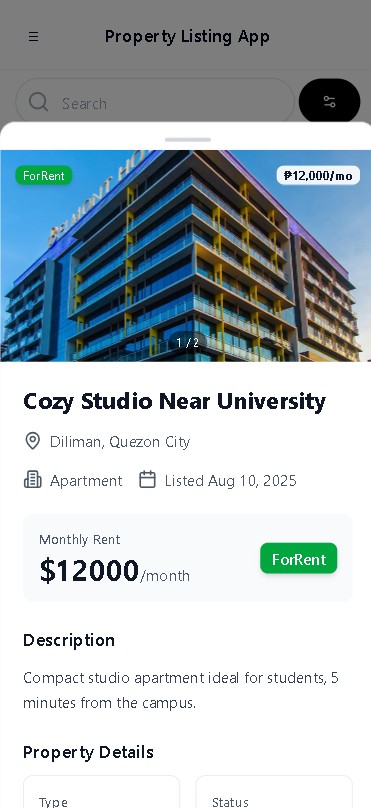 ☰ Property Listing App
Search
BELMONT HO
ForRent ₱12,000/mo
1 / 2
Cozy Studio Near University
Diliman, Quezon City
Apartment Listed Aug 10, 2025
Monthly Rent
$12000/month
ForRent
Description
Compact studio apartment ideal for students, 5
minutes from the campus.
Property Details
Type Status